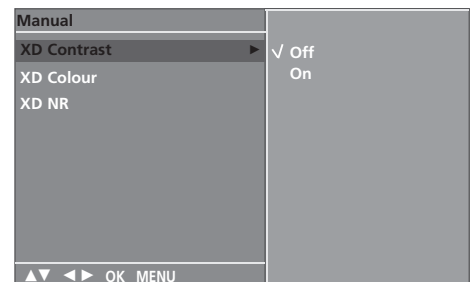 Manual
XD Contrast ►
XD Colour
XD NR
√ Off
On
▲▼ ◄► OK MENU